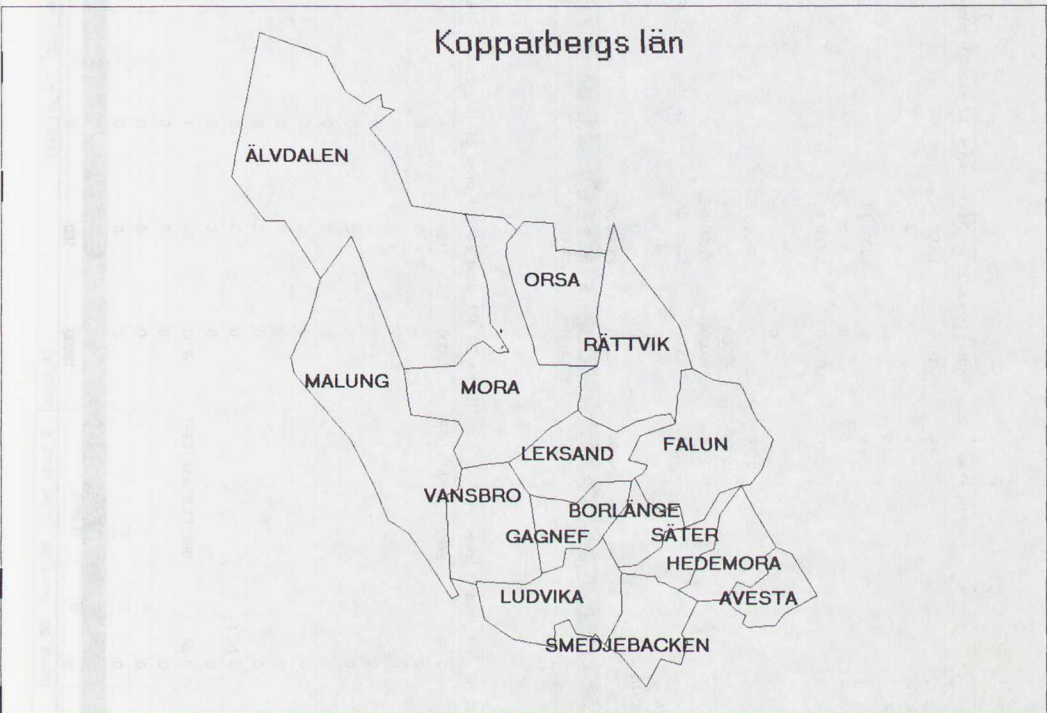 Kopparbergs län
ÄLVDALEN
ORSA
RÄTTVIK
MALUNG
MORA
FALUN
LEKSAND
VANSBRO
BORLÄNGE
GAGNEF
SÄTER
HEDEMORA
LUDVIKA
AVESTA
SMEDJEBACKEN